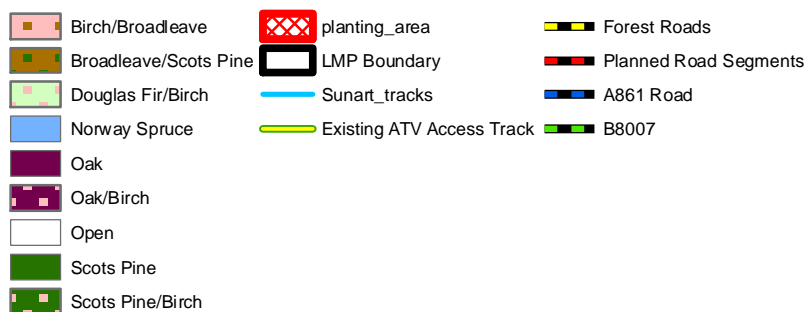 Birch/Broadleave
Broadleave/Scots Pine
Douglas Fir/Birch
Norway Spruce
Oak
Oak/Birch
Open
Scots Pine
Scots Pine/Birch
planting_area
LMP Boundary
Sunart_tracks
Existing ATV Access Track
Forest Roads
Planned Road Segments
A861 Road
B8007